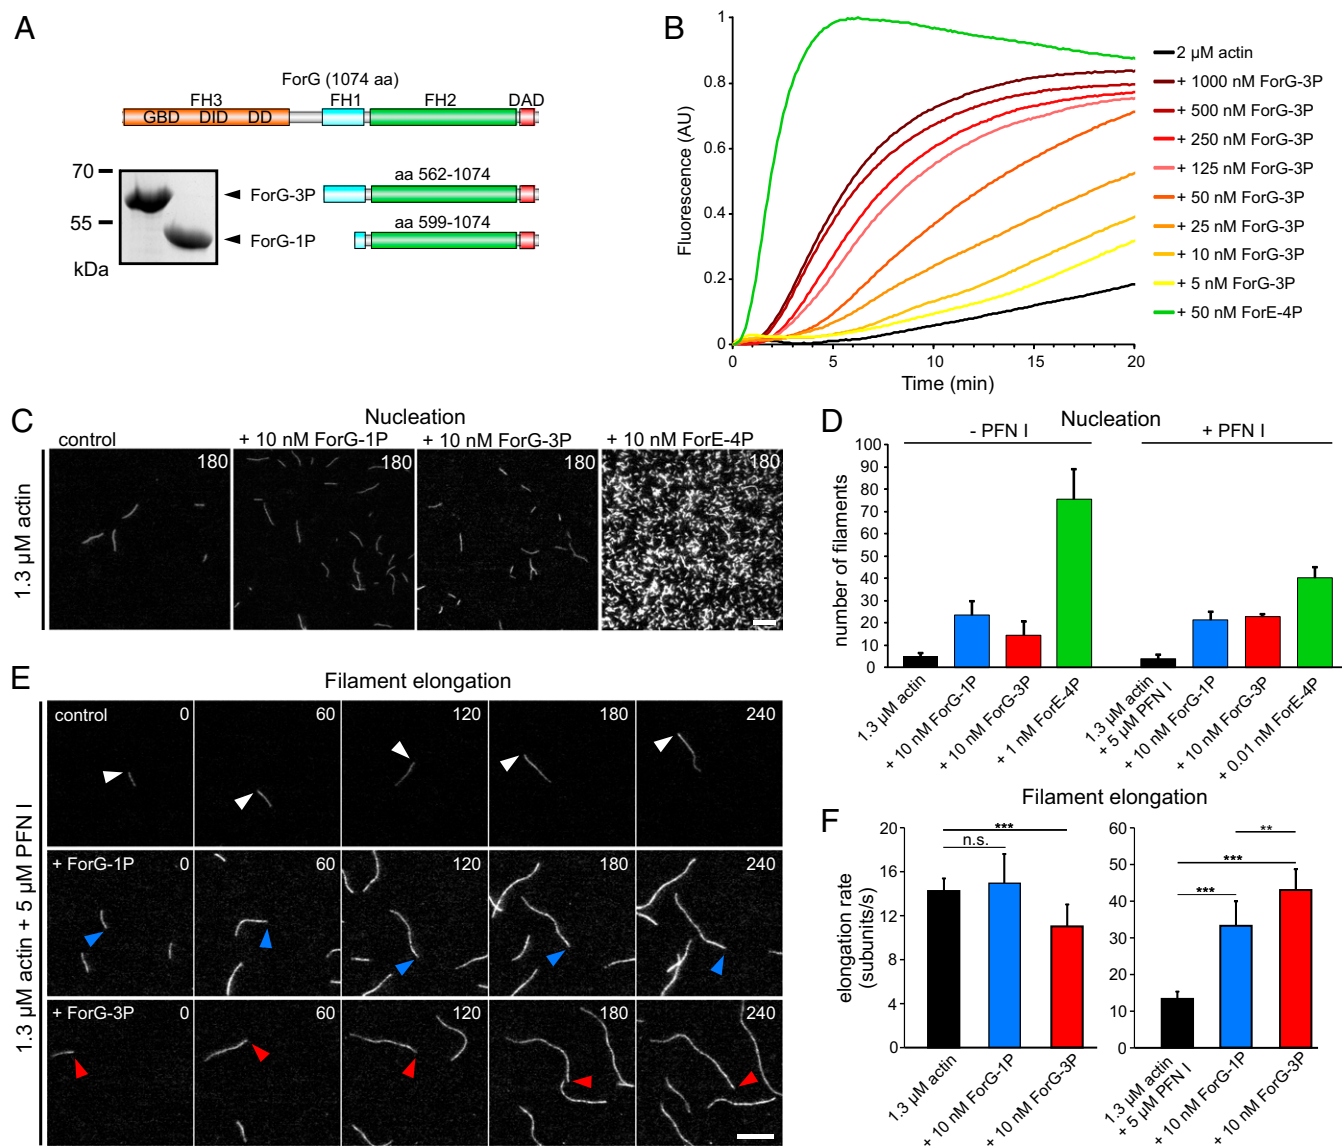 A
ForG (1074 aa)
FH3
FH1
FH2
DAD
GBD
DID
DD
70
55
kDa
ForG-3P
ForG-1P
aa 562-1074
aa 599-1074
B
Fluorescence (AU)
1
0.8
0.6
0.4
0.2
0
0
5
10
15
20
Time (min)
2 µM actin
+ 1000 nM ForG-3P
+ 500 nM ForG-3P
+ 250 nM ForG-3P
+ 125 nM ForG-3P
+ 50 nM ForG-3P
+ 25 nM ForG-3P
+ 10 nM ForG-3P
+ 5 nM ForG-3P
+ 50 nM ForE-4P
C
Nucleation
control
+ 10 nM ForG-1P
+ 10 nM ForG-3P
+ 10 nM ForE-4P
1.3 µM actin
180
180
180
180
D
Nucleation
- PFN I
+ PFN I
number of filaments
100
90
80
70
60
50
40
30
20
10
0
1.3 µM actin
+ 10 nM ForG-1P
+ 10 nM ForG-3P
+ 1 nM ForE-4P
1.3 µM actin
+ 5 µM PFN I
+ 10 nM ForG-1P
+ 10 nM ForG-3P
+ 0.01 nM ForE-4P
E
Filament elongation
1.3 µM actin + 5 µM PFN I
control
0
60
120
180
240
+ ForG-1P
0
60
120
180
240
+ ForG-3P
0
60
120
180
240
F
Filament elongation
elongation rate
(subunits/s)
20
16
12
8
4
0
***
n.s.
1.3 µM actin
+ 10 nM ForG-1P
+ 10 nM ForG-3P
60
50
40
30
20
10
0
**
***
***
1.3 µM actin
+ 5 µM PFN I
+ 10 nM ForG-1P
+ 10 nM ForG-3P